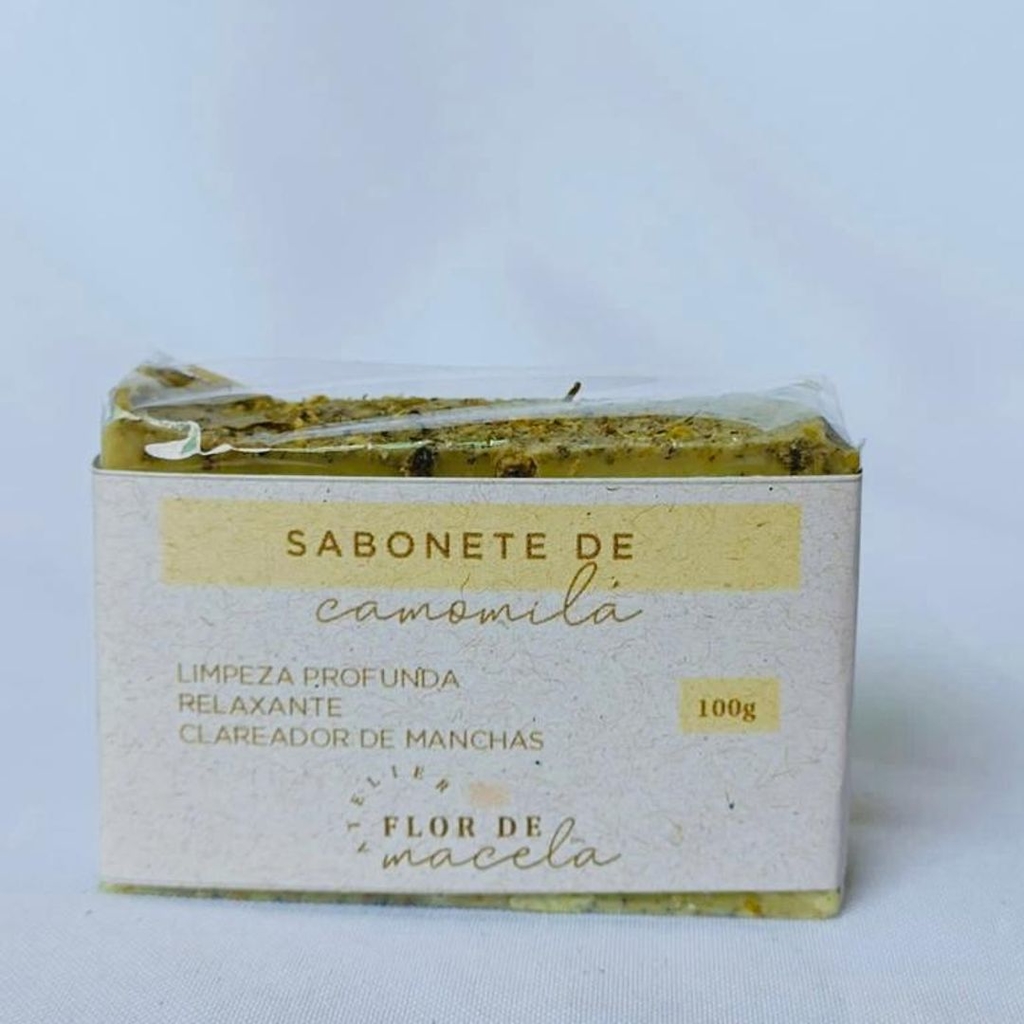 SABONETE DE
camomila
LIMPEZA PROFUNDA
RELAXANTE
CLAREADOR DE MANCHAS
100g
ATELIER
FLOR DE
macela